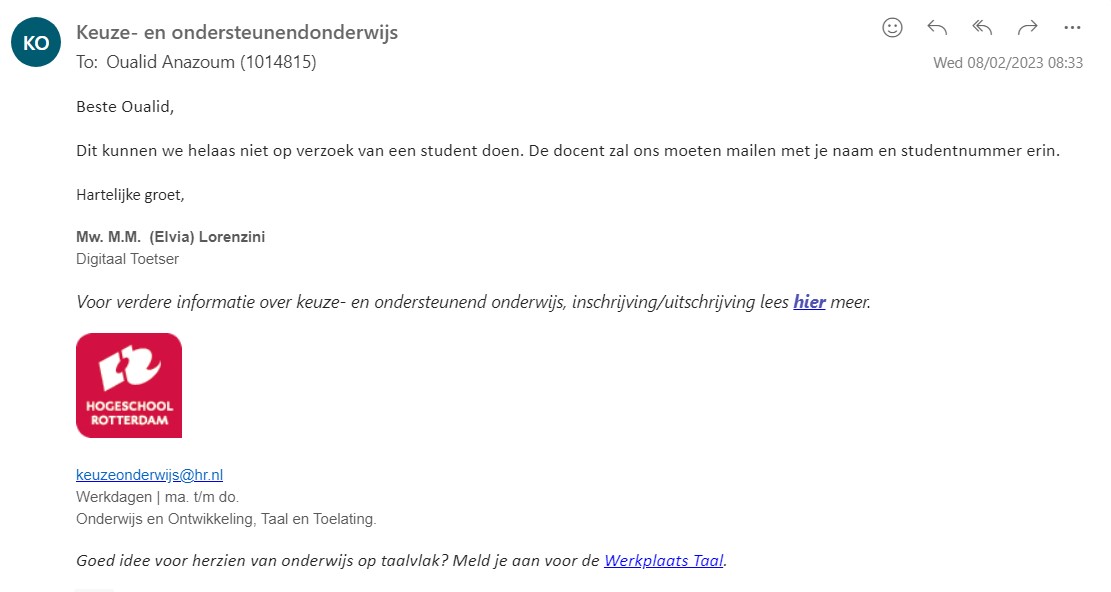 KO
Keuze- en ondersteunendonderwijs
To: Oualid Anazoum (1014815)
Wed 08/02/2023 08:33
Beste Oualid,
Dit kunnen we helaas niet op verzoek van een student doen. De docent zal ons moeten mailen met je naam en studentnummer erin.
Hartelijke groet,
Mw. M.M. (Elvia) Lorenzini
Digitaal Toetser
Voor verdere informatie over keuze- en ondersteunend onderwijs, inschrijving/uitschrijving lees hier meer.
HOGESCHOOL
ROTTERDAM
keuzeonderwijs@hr.nl
Werkdagen | ma. t/m do.
Onderwijs en Ontwikkeling, Taal en Toelating.
Goed idee voor herzien van onderwijs op taalvlak? Meld je aan voor de Werkplaats Taal.